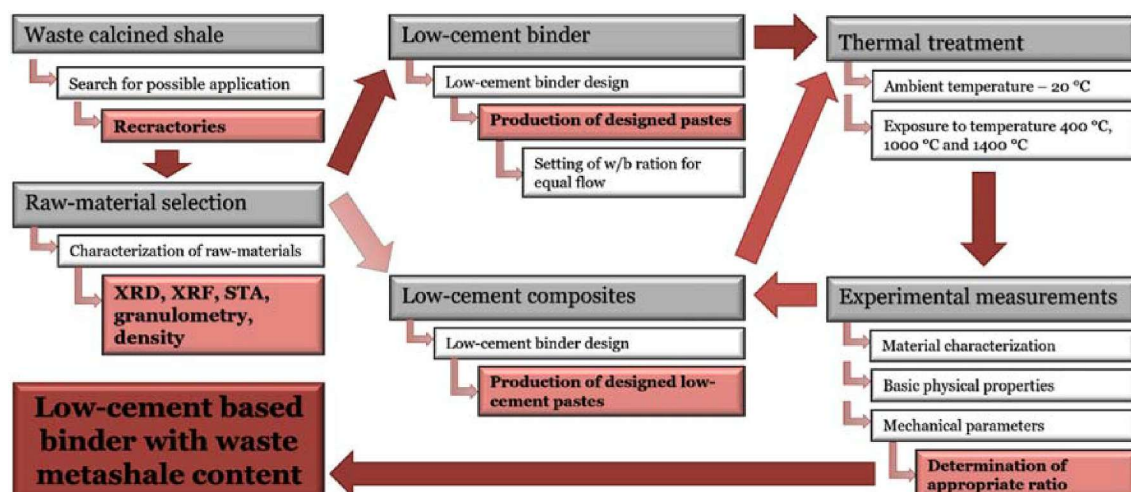 Waste calcined shale
Search for possible application
Recractories
Raw-material selection
Characterization of raw-materials
XRD, XRF, STA,
granulometry,
density
Low-cement binder
Low-cement binder design
Production of designed pastes
Setting of w/b ration for
equal flow
Low-cement composites
Low-cement binder design
Production of designed low-
cement pastes
Thermal treatment
Ambient temperature – 20 °C
Exposure to temperature 400 °C,
1000 °C and 1400 °C
Experimental measurements
Material characterization
Basic physical properties
Mechanical parameters
Determination of
appropriate ratio
Low-cement based
binder with waste
metashale content